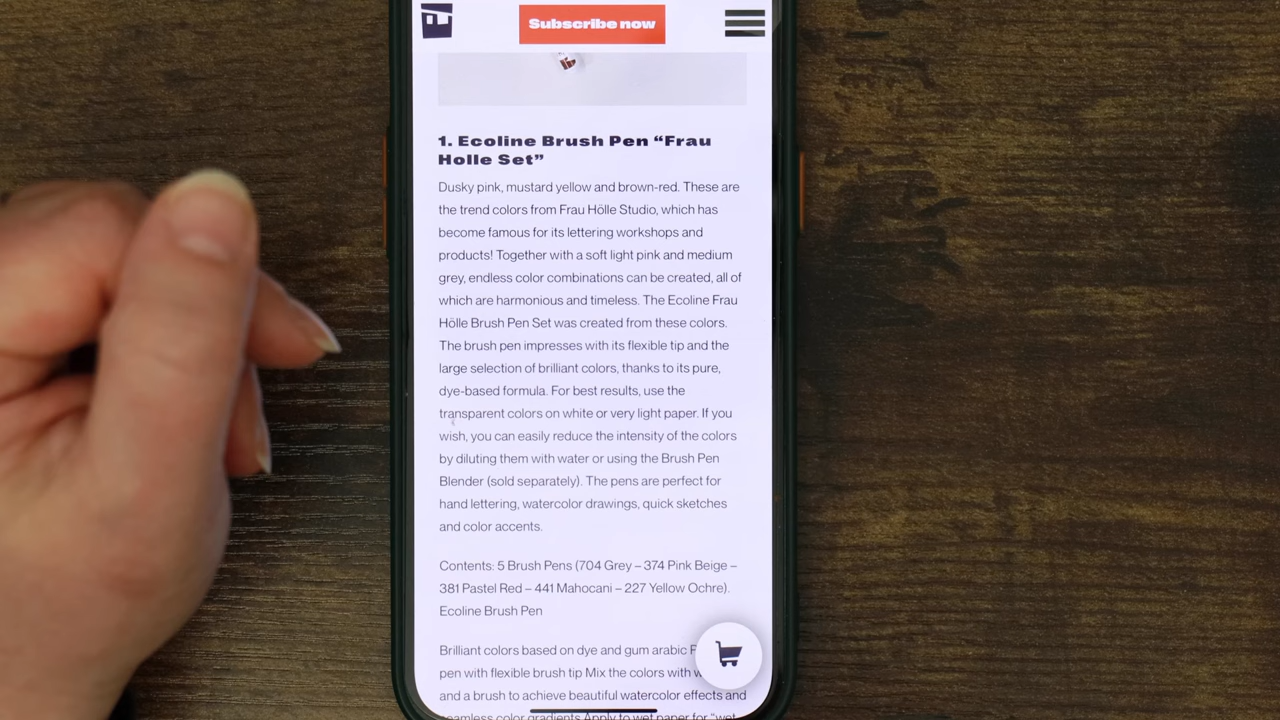 Subscribe now
1. Ecoline Brush Pen “Frau
Holle Set”
Dusky pink, mustard yellow and brown-red. These are
the trend colors from Frau Hölle Studio, which has
become famous for its lettering workshops and
products! Together with a soft light pink and medium
grey, endless color combinations can be created, all of
which are harmonious and timeless. The Ecoline Frau
Hölle Brush Pen Set was created from these colors.
The brush pen impresses with its flexible tip and the
large selection of brilliant colors, thanks to its pure,
dye-based formula. For best results, use the
transparent colors on white or very light paper. If you
wish, you can easily reduce the intensity of the colors
by diluting them with water or using the Brush Pen
Blender (sold separately). The pens are perfect for
hand lettering, watercolor drawings, quick sketches
and color accents.
Contents: 5 Brush Pens (704 Grey – 374 Pink Beige –
381 Pastel Red – 441 Mahocani – 227 Yellow Ochre).
Ecoline Brush Pen
Brilliant colors based on dye and gum arabic
pen with flexible brush tip Mix the colors with
and a brush to achieve beautiful watercolor effects and
seamless color gradients Apply to wet paper for “wet